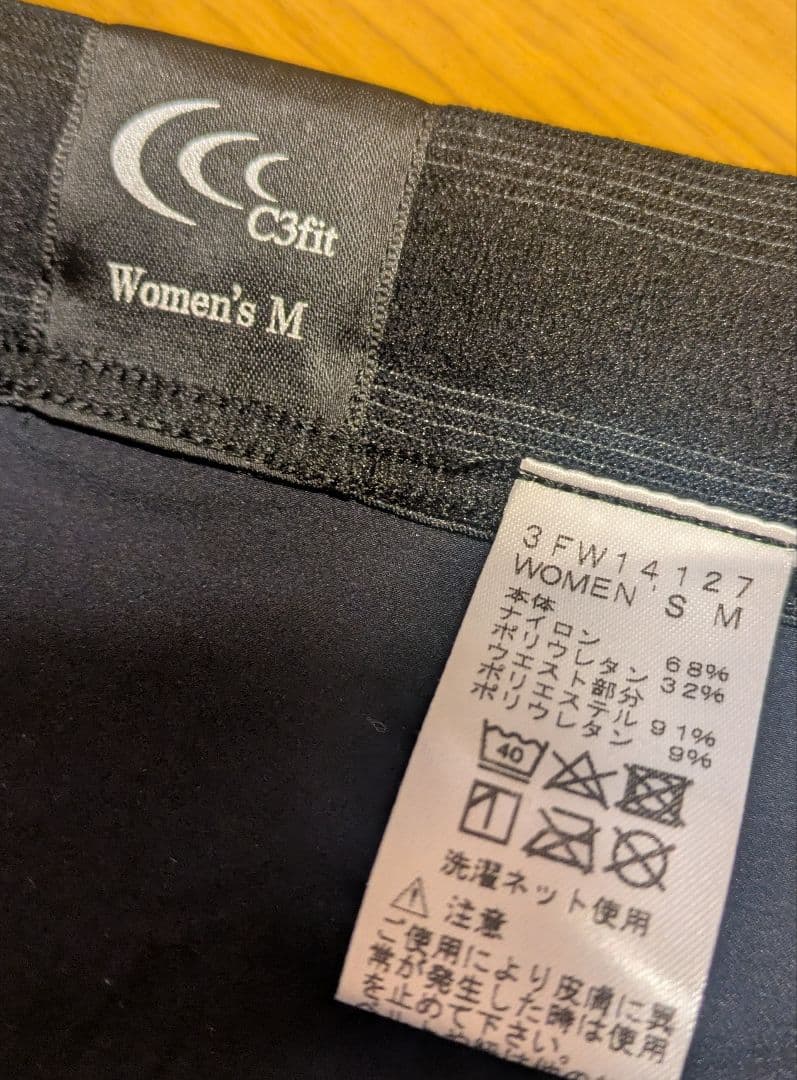 C3fit
Women's M
3FW14127
WOMEN'S M
本体
ナイロン 68%
ポリウレタン 32%
ウエスト部分
ポリエステル 91%
ポリウレタン 9%
40
洗濯ネット使用
注意
ご使用により皮膚に異
常が発生した時は使用
を止めて下さい。